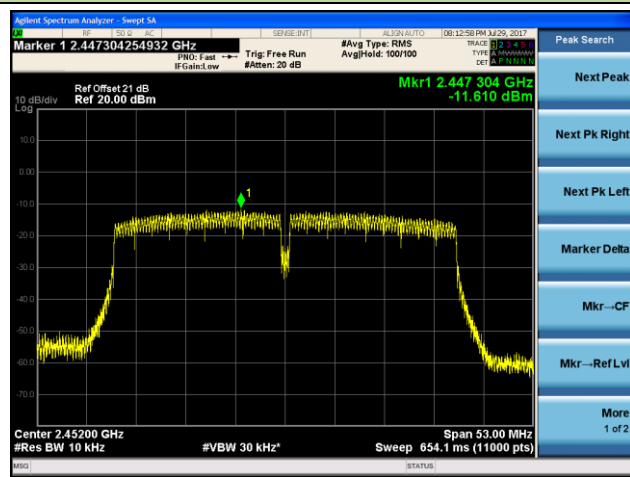 Agilent Spectrum Analyzer - Swept SA
RF 50 Ω AC SENSE:INT ALIGN AUTO 08:12:58 PM Jul 29, 2017
Marker 1 2.447304254932 GHz
PNO: Fast Trig: Free Run #Avg Type: RMS TRACE 1 2 3 4 5 6
IFGain:Low #Atten: 20 dB Avg|Hold: 100/100 TYPE A
DET A P N N N N
Peak Search
Mkr1 2.447 304 GHz
-11.610 dBm
Ref Offset 21 dB
10 dB/div Ref 20.00 dBm
Log
10.0
0.00
-10.0
-20.0
-30.0
-40.0
-50.0
-60.0
-70.0
1
Center 2.45200 GHz Span 53.00 MHz
#Res BW 10 kHz #VBW 30 kHz* Sweep 654.1 ms (11000 pts)
MSG STATUS
Next Peak
Next Pk Right
Next Pk Left
Marker Delta
Mkr→CF
Mkr→Ref Lvl
More
1 of 2